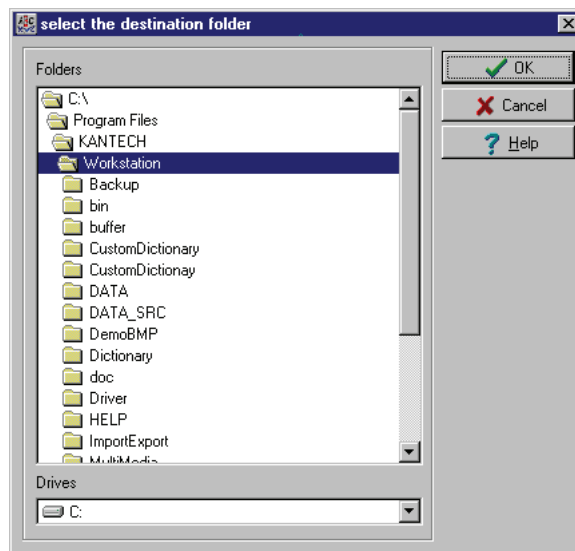 select the destination folder
Folders
C:\
Program Files
KANTECH
Workstation
Backup
bin
buffer
CustomDictionary
CustomDictionay
DATA
DATA_SRC
DemoBMP
Dictionary
doc
Driver
HELP
ImportExport
MultiMedia
Drives
C:
OK
Cancel
Help